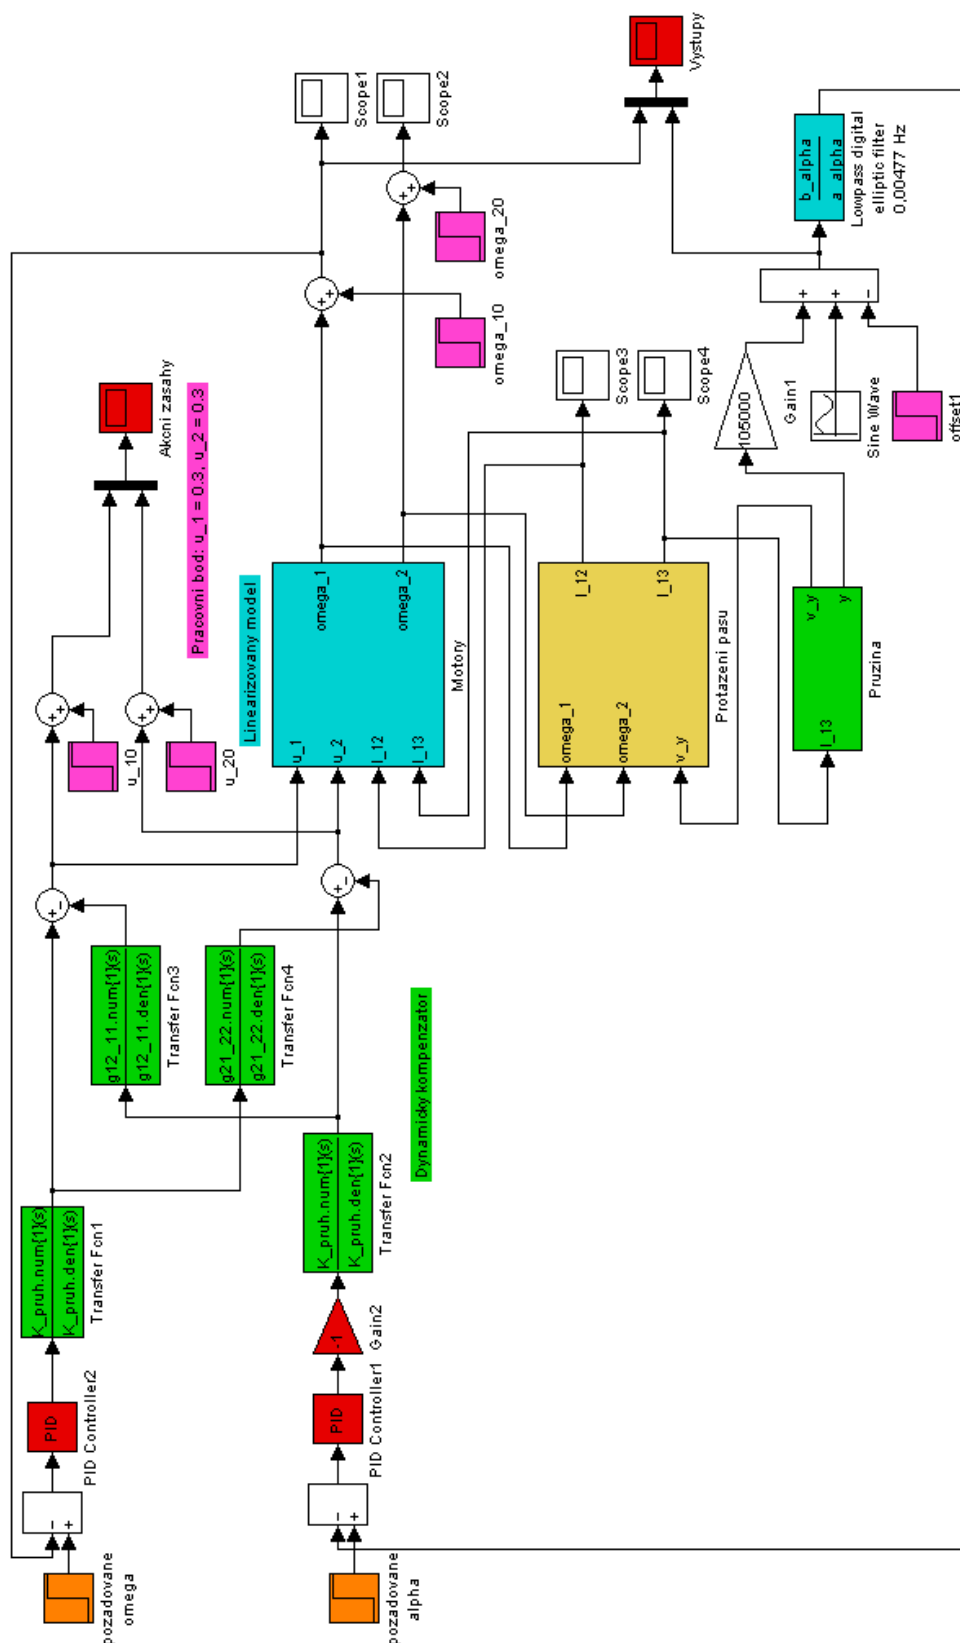 pozadovane
omega
-
+
PID
PID Controller2
K_pruh.num{1}(s)
K_pruh.den{1}(s)
Transfer Fcn1
g12_11.num{1}(s)
g12_11.den{1}(s)
Transfer Fcn3
g21_22.num{1}(s)
g21_22.den{1}(s)
Transfer Fcn4
+
-
+
+
u_10
+
+
u_20
Akcni zasahy
Pracovni bod: u_1 = 0.3, u_2 = 0.3
pozadovane
alpha
-
+
PID
PID Controller1
-1
Gain2
K_pruh.num{1}(s)
K_pruh.den{1}(s)
Transfer Fcn2
Dynamicky kompenzator
+
-
Linearizovany model
u_1
u_2
l_12
l_13
omega_1
omega_2
Motory
+
+
omega_10
+
+
omega_20
Scope1
Scope2
omega_1
omega_2
v_y
l_12
l_13
Protazeni pasu
Scope3
Scope4
l_13
v_y
y
Pruzina
105000
Gain1
Sine Wave
offset1
+
+
-
b_alpha
a_alpha
Lowpass digital
elliptic filter
0.00477 Hz
Vystupy